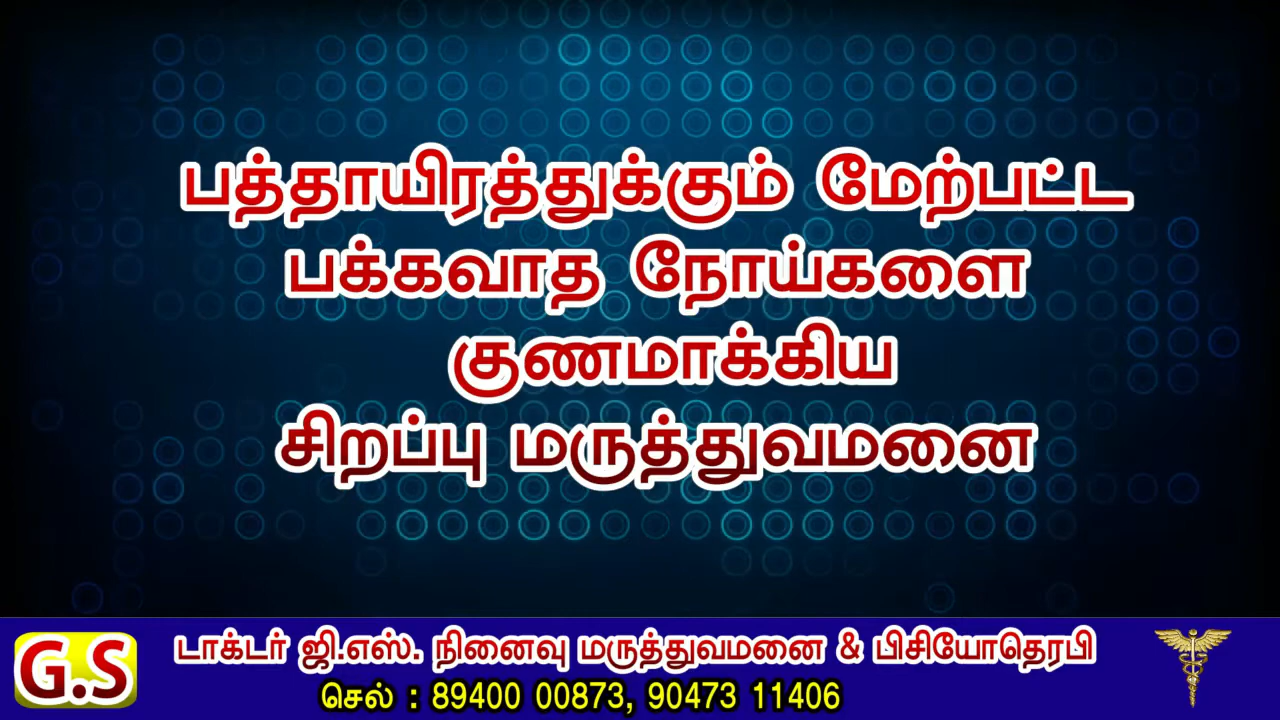 பத்தாயிரத்துக்கும் மேற்பட்ட
பக்கவாத நோய்களை
குணமாக்கிய
சிறப்பு மருத்துவமனை
G.S
டாக்டர் ஜி.எஸ். நினைவு மருத்துவமனை & பிசியோதெரபி
செல் : 89400 00873, 90473 11406